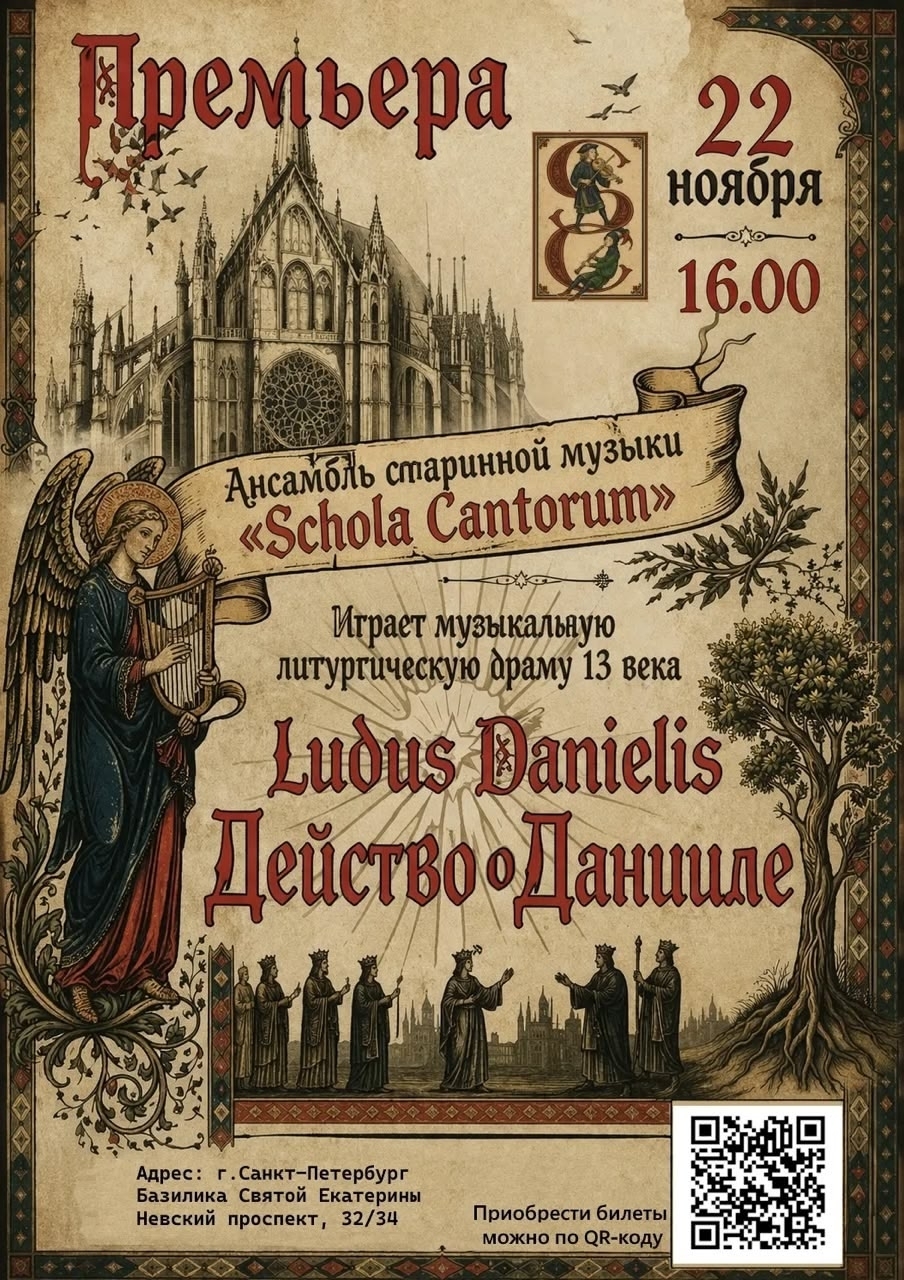 Премьера
SC
22
ноября
16.00
Ансамбль старинной музыки
«Schola Cantorum»
Играет музыкальную
литургическую драму 13 века
Ludus Danielis
Действо о Данииле
Адрес: г.Санкт-Петербург
Базилика Святой Екатерины
Невский проспект, 32/34
Приобрести билеты
можно по QR-коду